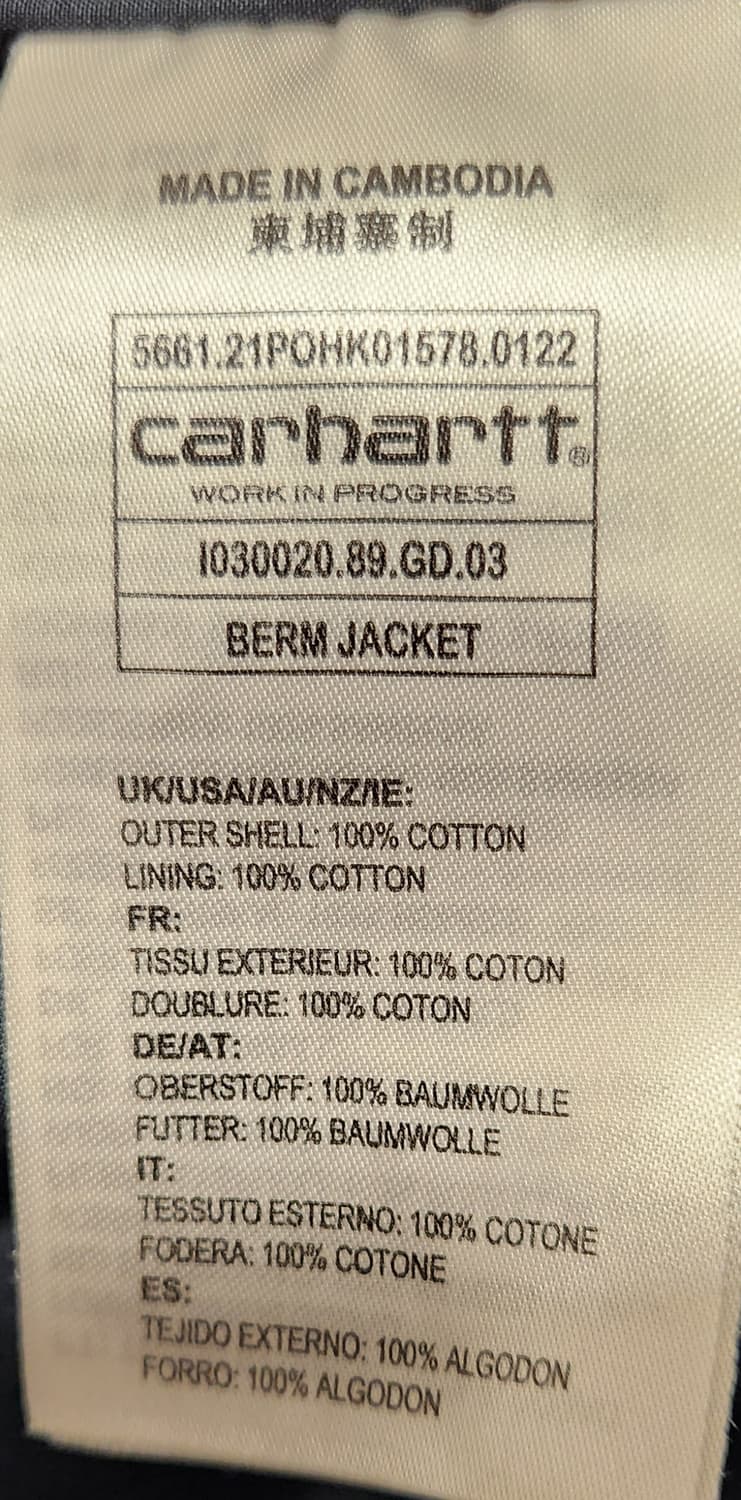 MADE IN CAMBODIA
柬埔寨制
5661.21POHK01578.0122
carhartt®
WORK IN PROGRESS
I030020.89.GD.03
BERM JACKET
UK/USA/AU/NZ/IE:
OUTER SHELL: 100% COTTON
LINING: 100% COTTON
FR:
TISSU EXTERIEUR: 100% COTON
DOUBLURE: 100% COTON
DE/AT:
OBERSTOFF: 100% BAUMWOLLE
FUTTER: 100% BAUMWOLLE
IT:
TESSUTO ESTERNO: 100% COTONE
FODERA: 100% COTONE
ES:
TEJIDO EXTERNO: 100% ALGODON
FORRO: 100% ALGODON